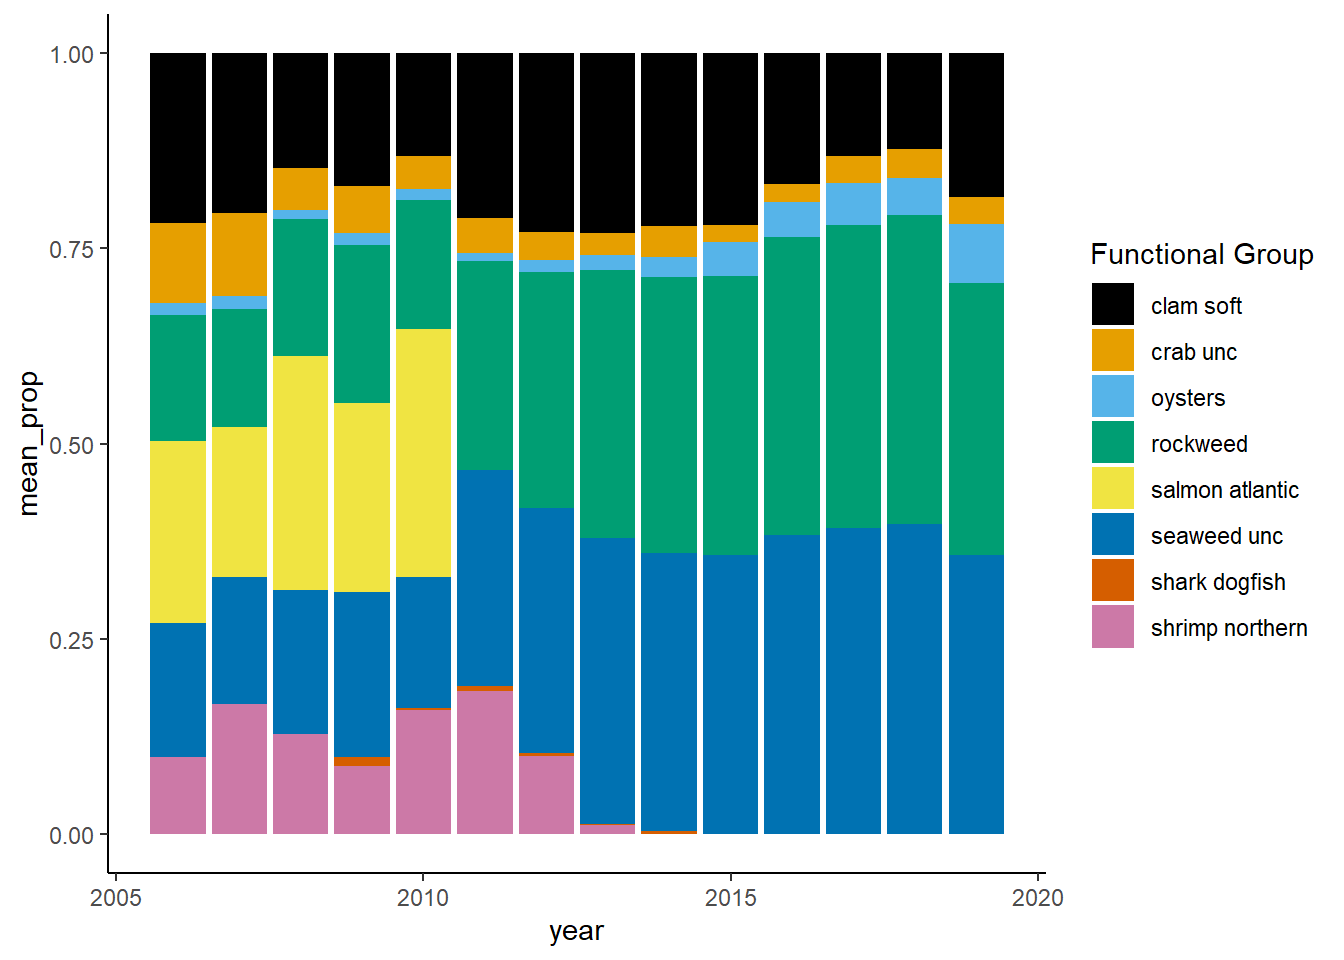 1.00
0.75
0.50
0.25
0.00
mean_prop
2005
2010
2015
2020
year
Functional Group
clam soft
crab unc
oysters
rockweed
salmon atlantic
seaweed unc
shark dogfish
shrimp northern